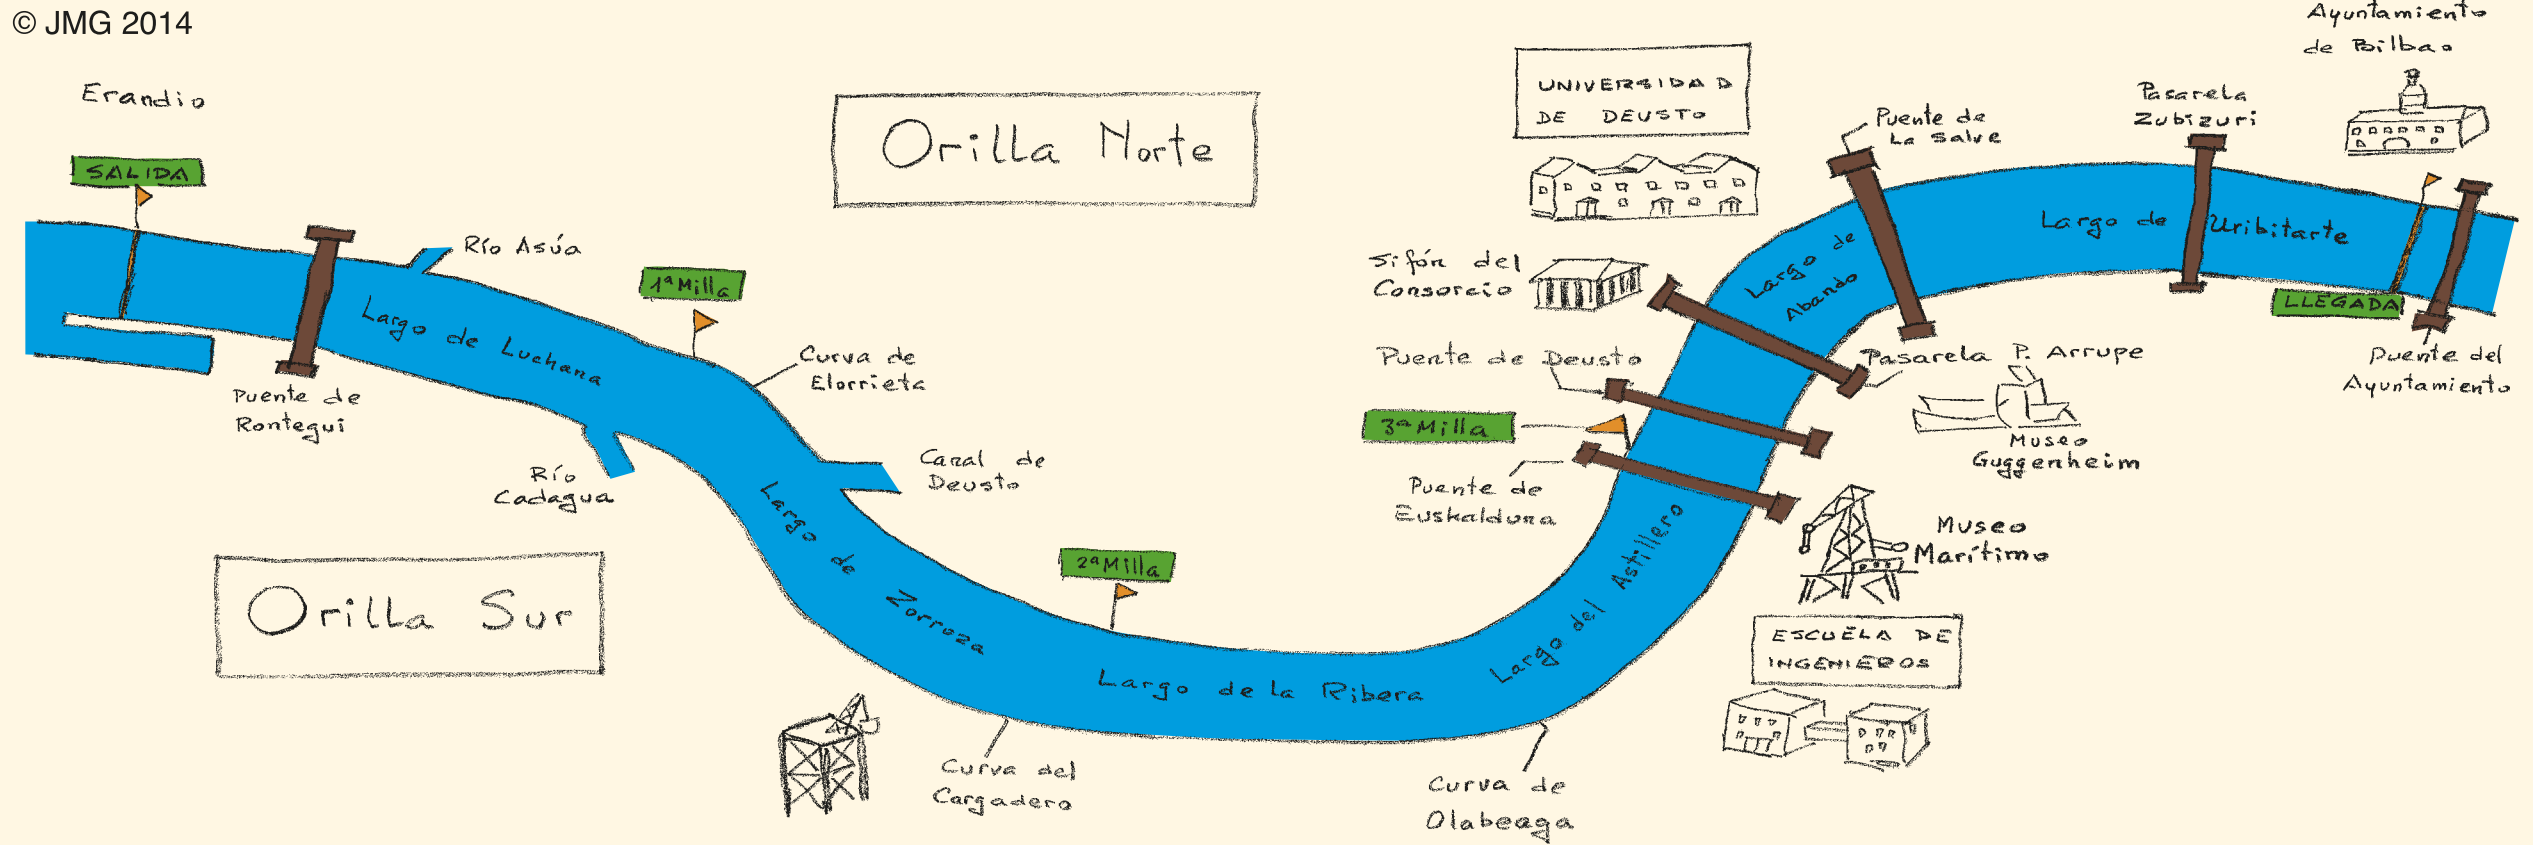 © JMG 2014
Erandio
SALIDA
Puente de
Rontegui
Río Asúa
Largo de Luchana
1ª Milla
Curva de
Elorrieta
Río
Cadagua
Orilla Norte
Orilla Sur
Canal de
Deusto
Largo de Zorroza
2ª Milla
Curva del
Cargadero
Largo de la Ribera
Curva de
Olabeaga
Largo del Astillero
UNIVERSIDAD
DE DEUSTO
Sifón del
Consorcio
Puente de Deusto
3ª Milla
Puente de
Euskalduna
Largo de
Abando
Puente de
La Salve
Pasarela P. Arrupe
Museo
Guggenheim
Museo
Marítimo
ESCUELA DE
INGENIEROS
Pasarela
Zubizuri
Largo de Uribitarte
Ayuntamiento
de Bilbao
LLEGADA
Puente del
Ayuntamiento